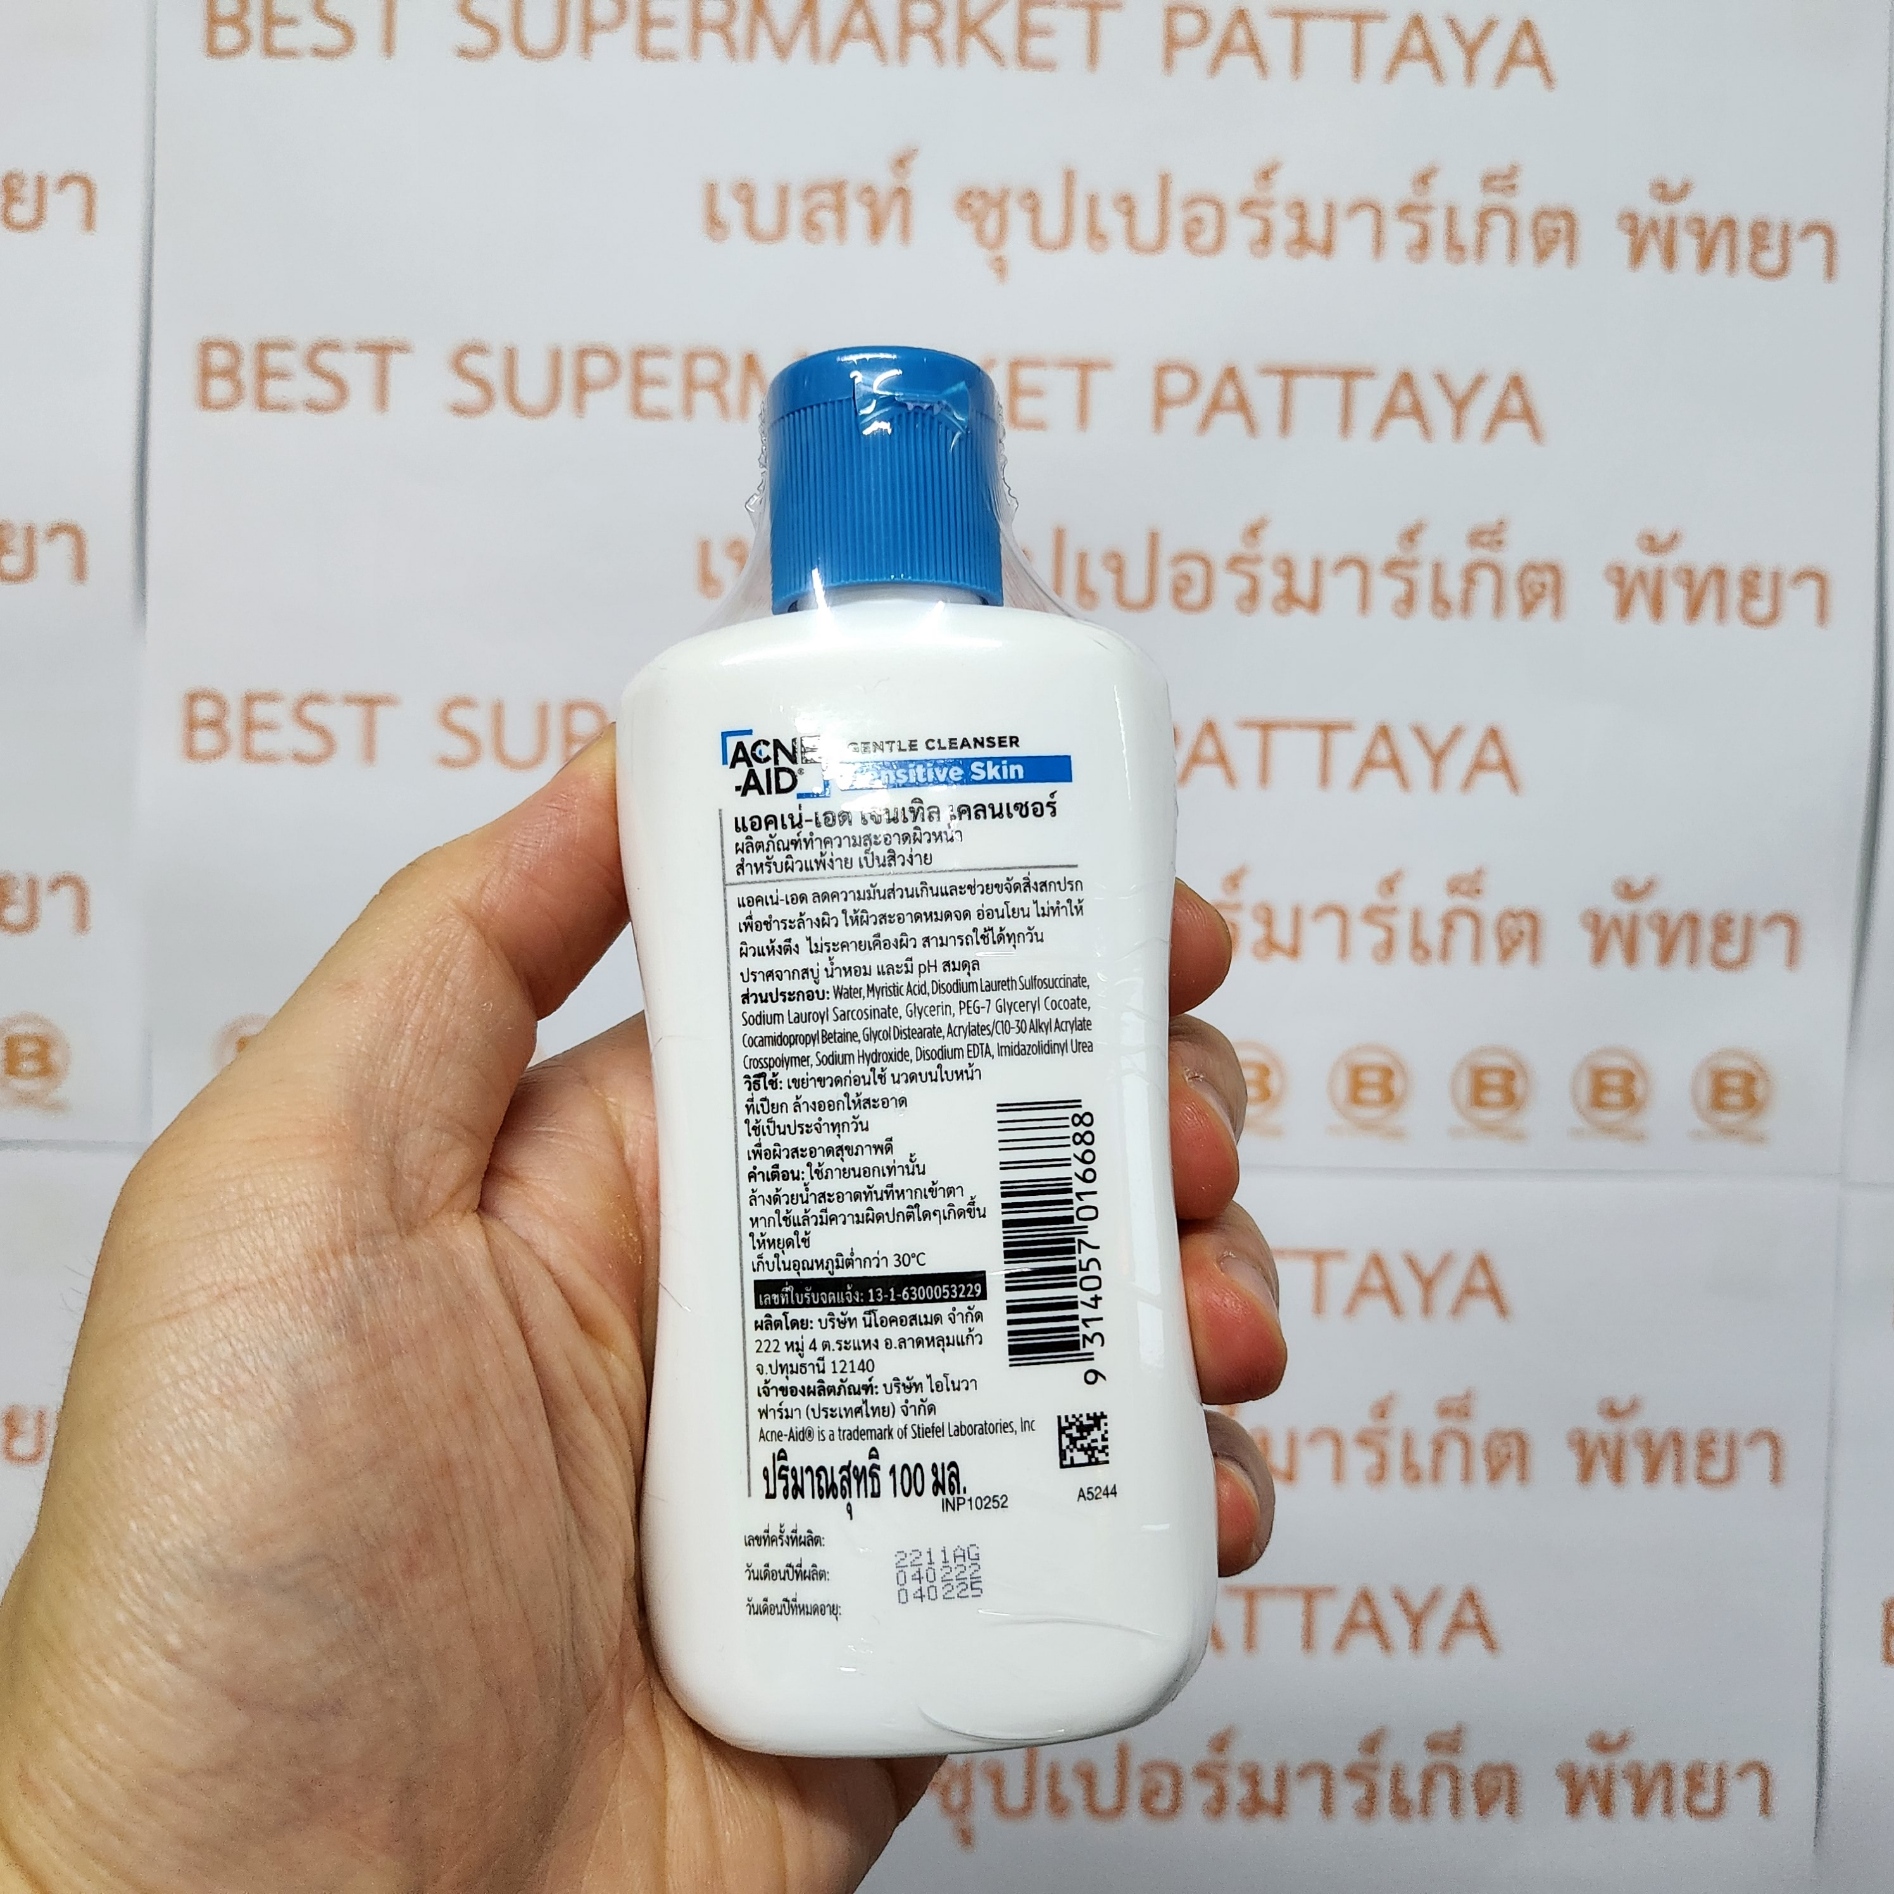 BEST SUPERMARKET PATTAYA
ยา เบสท์ ซุปเปอร์มาร์เก็ต พัทยา
BEST SUPERM KET PATTAYA
ยา ปเปอร์มาร์เก็ต พัทยา
BEST SUP ATTAYA
ยา ร์มาร์เก็ต พัทยา
B B B B B B
TTAYA
มาร์เก็ต พัทยา
ATTAYA
ซุปเปอร์มาร์เก็ต พัทยา
ACNE GENTLE CLEANSER
-AID® Sensitive Skin
แอคเน่-เอด เจนเทิล เคลนเซอร์
ผลิตภัณฑ์ทำความสะอาดผิวหน้า
สำหรับผิวแพ้ง่าย เป็นสิวง่าย
แอคเน่-เอด ลดความมันส่วนเกินและช่วยขจัดสิ่งสกปรก
เพื่อชำระล้างผิว ให้ผิวสะอาดหมดจด อ่อนโยน ไม่ทำให้
ผิวแห้งตึง ไม่ระคายเคืองผิว สามารถใช้ได้ทุกวัน
ปราศจากสบู่ น้ำหอม และมี pH สมดุล
ส่วนประกอบ: Water, Myristic Acid, Disodium Laureth Sulfosuccinate,
Sodium Lauroyl Sarcosinate, Glycerin, PEG-7 Glyceryl Cocoate,
Cocamidopropyl Betaine, Glycol Distearate, Acrylates/C10-30 Alkyl Acrylate
Crosspolymer, Sodium Hydroxide, Disodium EDTA, Imidazolidinyl Urea
วิธีใช้: เขย่าขวดก่อนใช้ นวดบนใบหน้า
ที่เปียก ล้างออกให้สะอาด
ใช้เป็นประจำทุกวัน
เพื่อผิวสะอาดสุขภาพดี
คำเตือน: ใช้ภายนอกเท่านั้น
ล้างด้วยน้ำสะอาดทันทีหากเข้าตา
หากใช้แล้วมีความผิดปกติใดๆเกิดขึ้น
ให้หยุดใช้
เก็บในอุณหภูมิต่ำกว่า 30°C
เลขที่ใบรับจดแจ้ง: 13-1-6300053229
ผลิตโดย: บริษัท นีโอคอสเมด จำกัด
222 หมู่ 4 ต.ระแหง อ.ลาดหลุมแก้ว
จ.ปทุมธานี 12140
เจ้าของผลิตภัณฑ์: บริษัท ไอโนวา
ฟาร์มา (ประเทศไทย) จำกัด
Acne-Aid® is a trademark of Stiefel Laboratories, Inc
ปริมาณสุทธิ 100 มล.
INP10252 A5244
9 314057 016688
เลขที่ครั้งที่ผลิต: 2211AG
วันเดือนปีที่ผลิต: 040222
วันเดือนปีที่หมดอายุ: 040225